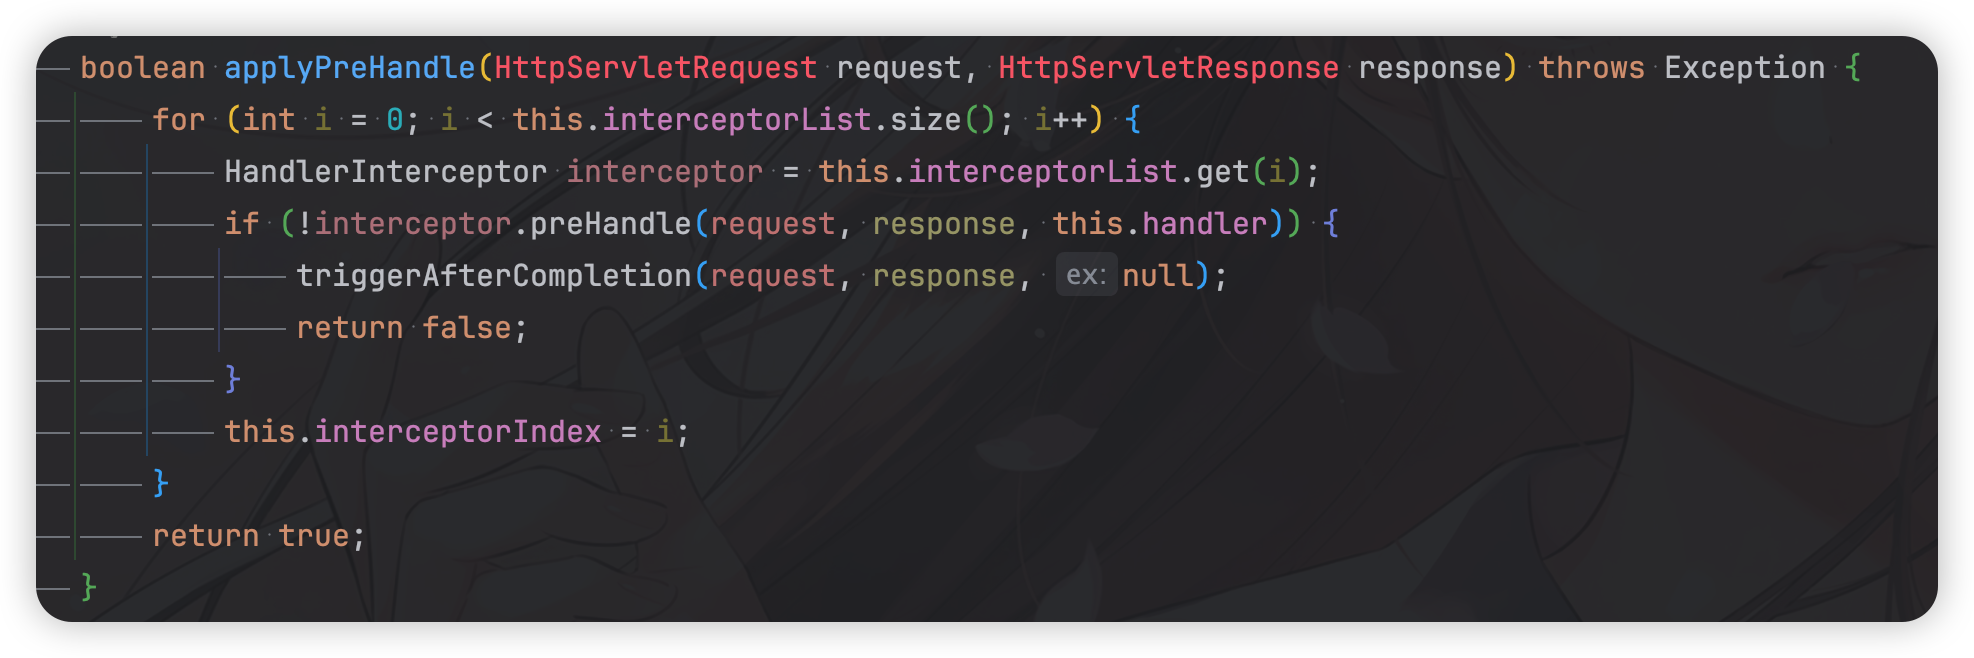 boolean applyPreHandle(HttpServletRequest request, HttpServletResponse response) throws Exception {
for (int i = 0; i < this.interceptorList.size(); i++) {
HandlerInterceptor interceptor = this.interceptorList.get(i);
if (!interceptor.preHandle(request, response, this.handler)) {
triggerAfterCompletion(request, response, ex: null);
return false;
}
this.interceptorIndex = i;
}
return true;
}